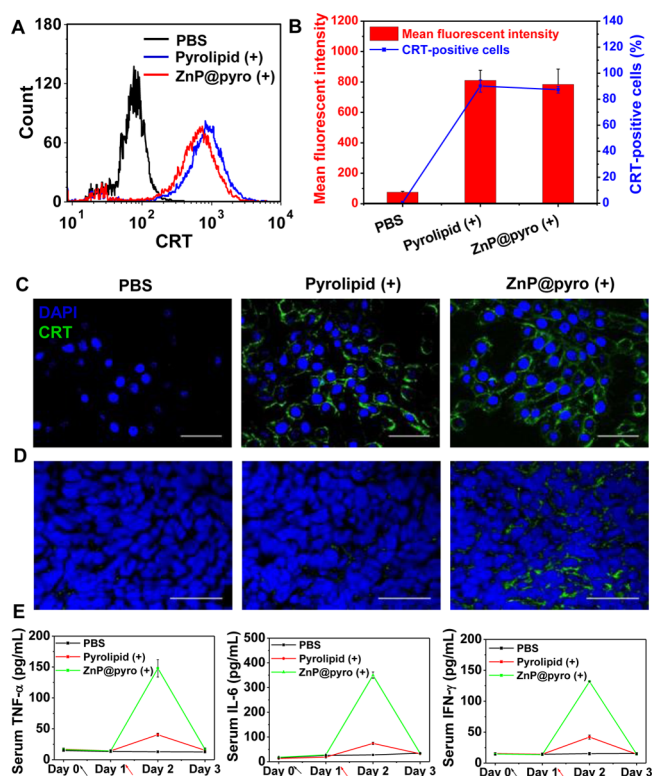 A
180
120
60
0
Count
PBS
Pyrolipid (+)
ZnP@pyro (+)
10¹ 10² 10³ 10⁴
CRT
B
1200
1000
800
600
400
200
0
Mean fluorescent intensity
Mean fluorescent intensity
CRT-positive cells
140
120
100
80
60
40
20
0
CRT-positive cells (%)
PBS
Pyrolipid (+)
ZnP@pyro (+)
C
PBS Pyrolipid (+) ZnP@pyro (+)
DAPI
CRT
D
E
Serum TNF-α (pg/mL)
200
150
100
50
0
PBS
Pyrolipid (+)
ZnP@pyro (+)
Day 0 Day 1 Day 2 Day 3
Serum IL-6 (pg/mL)
500
400
300
200
100
0
PBS
Pyrolipid (+)
ZnP@pyro (+)
Day 0 Day 1 Day 2 Day 3
Serum IFN-γ (pg/mL)
200
150
100
50
0
PBS
Pyrolipid (+)
ZnP@pyro (+)
Day 0 Day 1 Day 2 Day 3